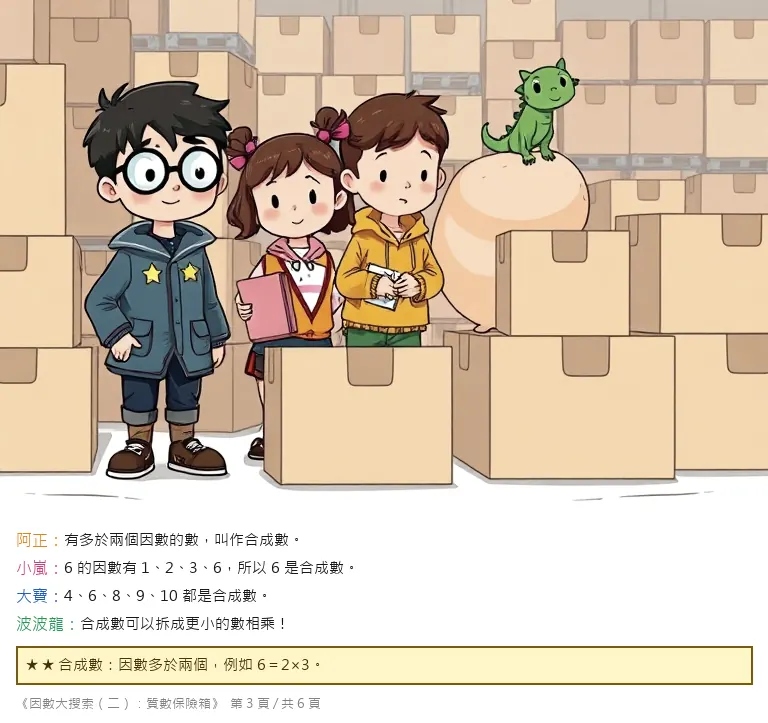 阿正：有多於兩個因數的數，叫作合成數。
小嵐：6 的因數有 1、2、3、6，所以 6 是合成數。
大寶：4、6、8、9、10 都是合成數。
波波龍：合成數可以拆成更小的數相乘！
★★合成數：因數多於兩個，例如 6＝2×3。
《因數大搜索（二）：質數保險箱》 第 3 頁 / 共 6 頁